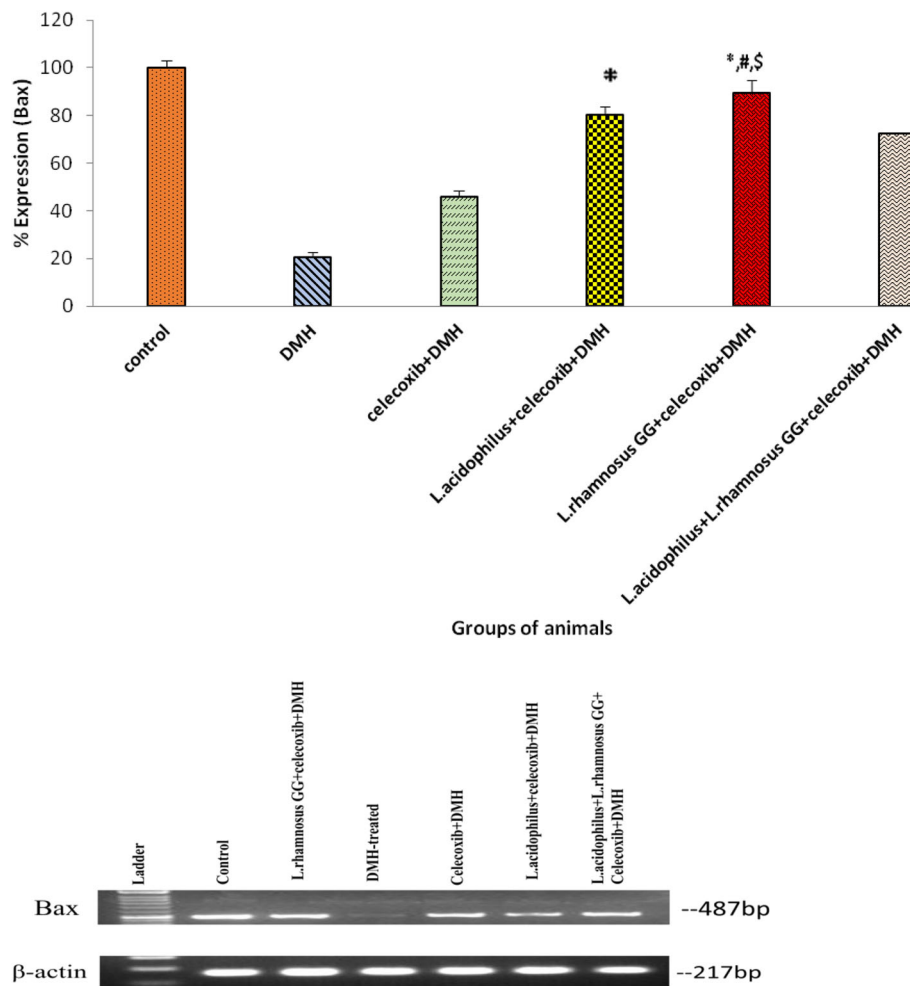 120
100
80
60
40
20
0
% Expression (Bax)
*
*,#,$
control
DMH
celecoxib+DMH
L.acidophilus+celecoxib+DMH
L.rhamnosus GG+celecoxib+DMH
L.acidophilus+L.rhamnosus GG+celecoxib+DMH
Groups of animals
Ladder
Control
L.rhamnosus GG+celecoxib+DMH
DMH-treated
Celecoxib+DMH
L.acidophilus+celecoxib+DMH
L.acidophilus+L.rhamnosus GG+
Celecoxib+DMH
Bax --487bp
β-actin --217bp